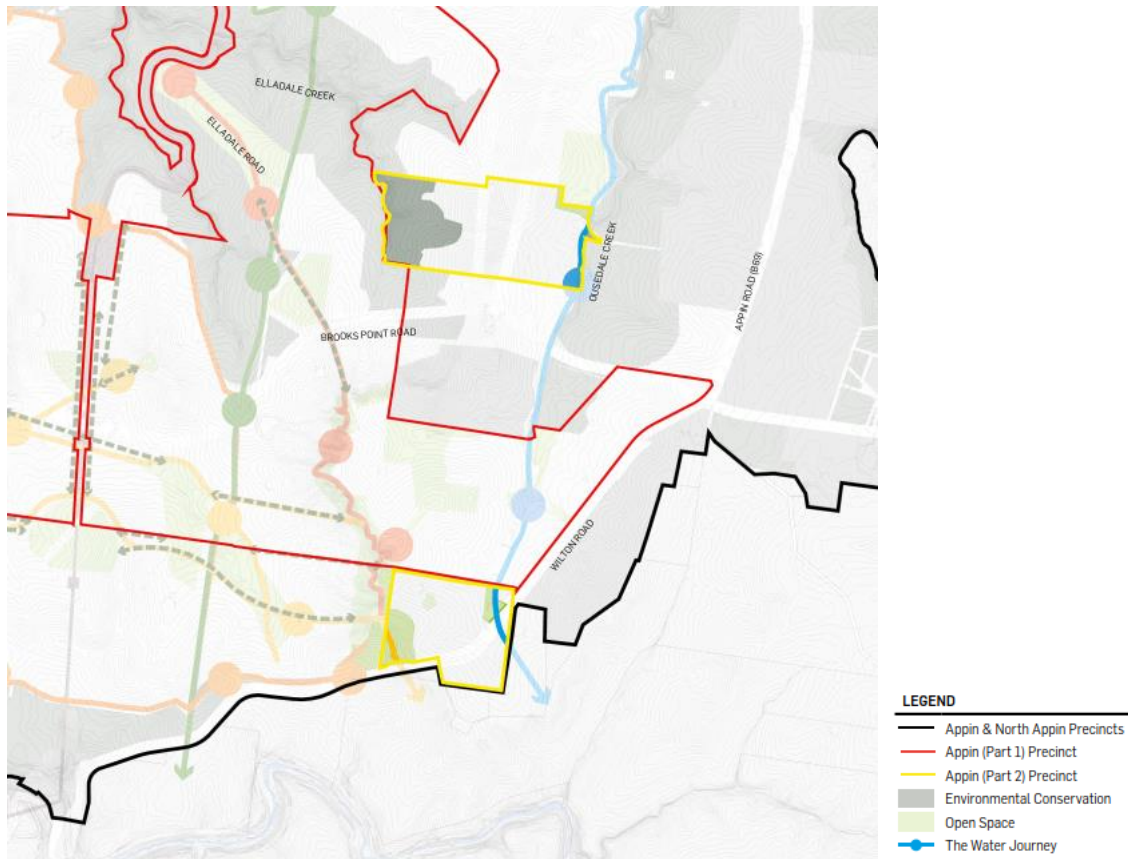 ELLADALE CREEK
ELLADALE ROAD
OUSEDALE CREEK
APPIN ROAD (B69)
BROOKS POINT ROAD
WILTON ROAD
LEGEND
Appin & North Appin Precincts
Appin (Part 1) Precinct
Appin (Part 2) Precinct
Environmental Conservation
Open Space
The Water Journey